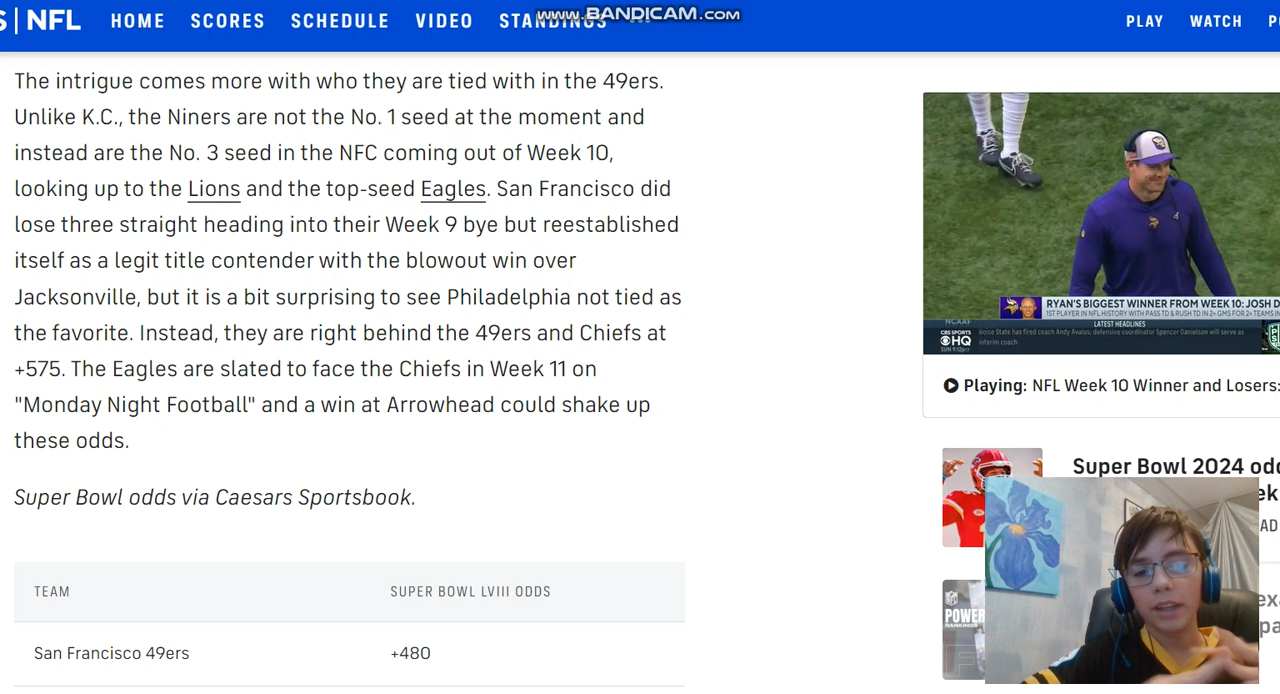 S | NFL HOME SCORES SCHEDULE VIDEO STANDINGS PLAY WATCH
www.BANDICAM.com
The intrigue comes more with who they are tied with in the 49ers.
Unlike K.C., the Niners are not the No. 1 seed at the moment and
instead are the No. 3 seed in the NFC coming out of Week 10,
looking up to the Lions and the top-seed Eagles. San Francisco did
lose three straight heading into their Week 9 bye but reestablished
itself as a legit title contender with the blowout win over
Jacksonville, but it is a bit surprising to see Philadelphia not tied as
the favorite. Instead, they are right behind the 49ers and Chiefs at
+575. The Eagles are slated to face the Chiefs in Week 11 on
"Monday Night Football" and a win at Arrowhead could shake up
these odds.
Super Bowl odds via Caesars Sportsbook.
TEAM SUPER BOWL LVIII ODDS
San Francisco 49ers +480
RYAN'S BIGGEST WINNER FROM WEEK 10: JOSH D
1ST PLAYER IN NFL HISTORY WITH PASS TD & RUSH TD IN 2+ GMS FOR 2+ TEAMS IN
NCAAF LATEST HEADLINES
CBS SPORTS HQ
Boise State has fired coach Andy Avalos; defensive coordinator Spencer Danielson will serve as
interim coach
SUN 9:12pm
Playing: NFL Week 10 Winner and Losers:
Super Bowl 2024 odd
ek
AD
NFL
POWER
RANKINGS
exa
pa